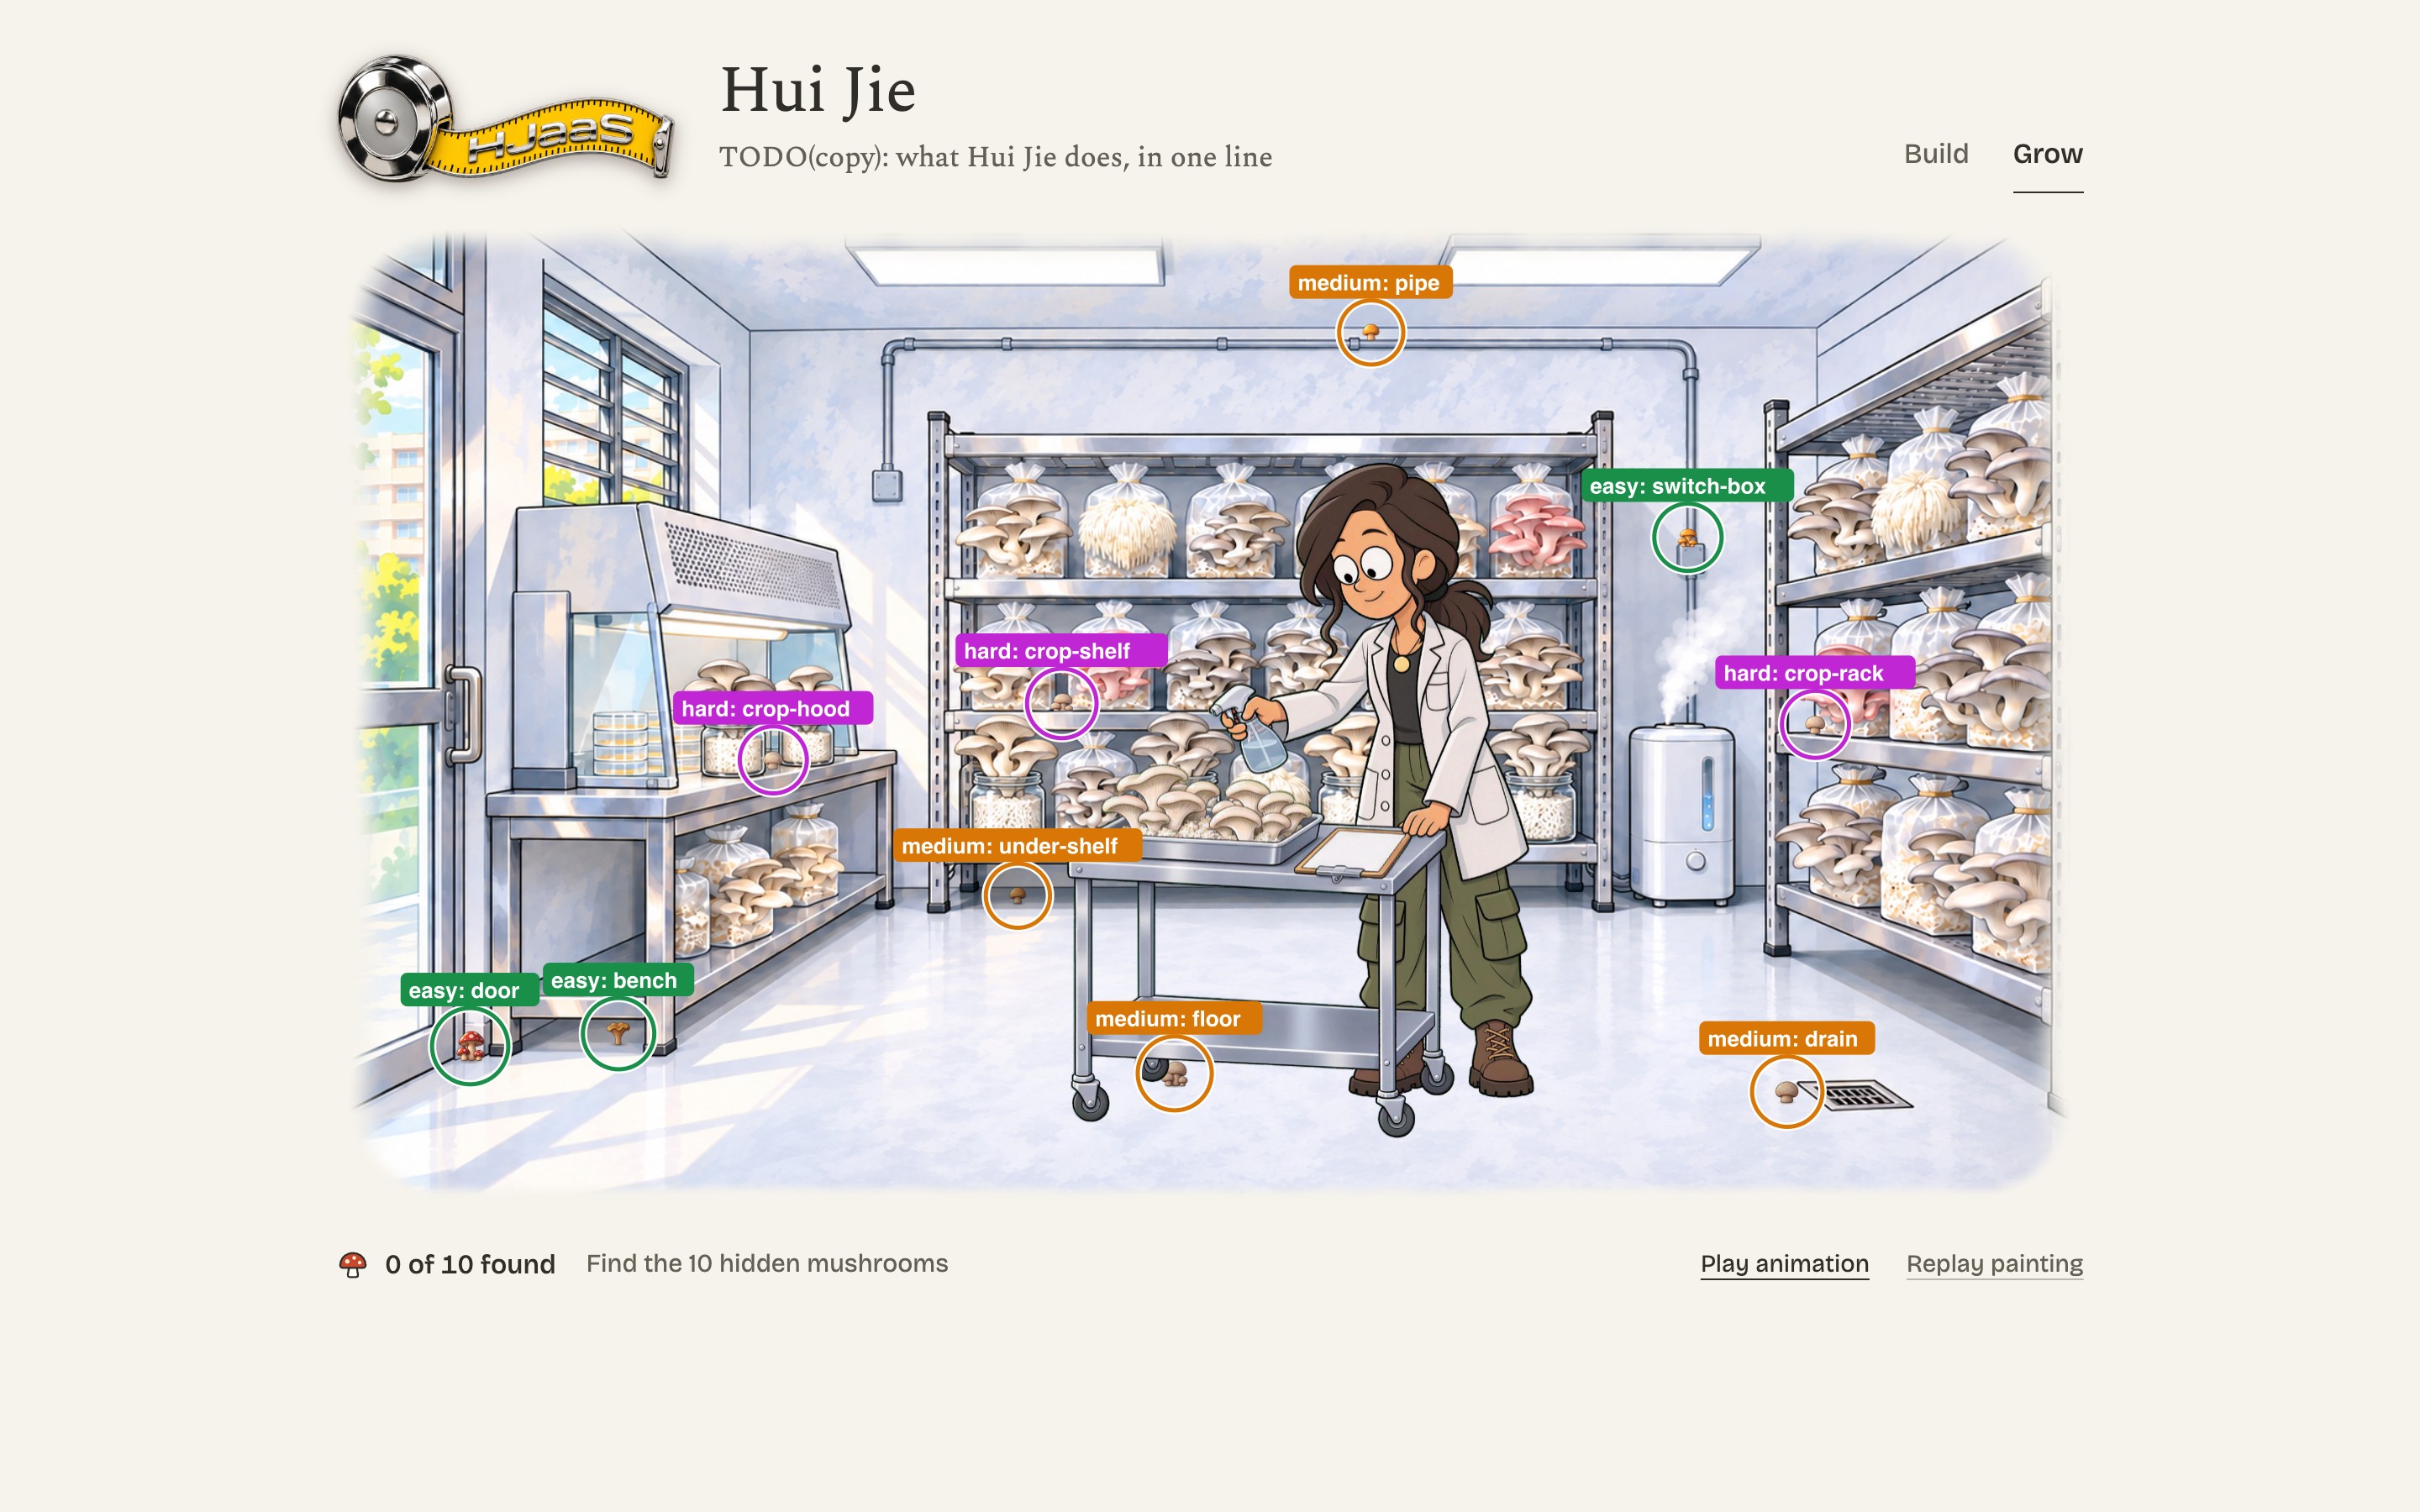 HJaaS
Hui Jie
TODO(copy): what Hui Jie does, in one line
Build
Grow
medium: pipe
easy: switch-box
hard: crop-shelf
hard: crop-rack
hard: crop-hood
medium: under-shelf
easy: door
easy: bench
medium: floor
medium: drain
0 of 10 found
Find the 10 hidden mushrooms
Play animation
Replay painting